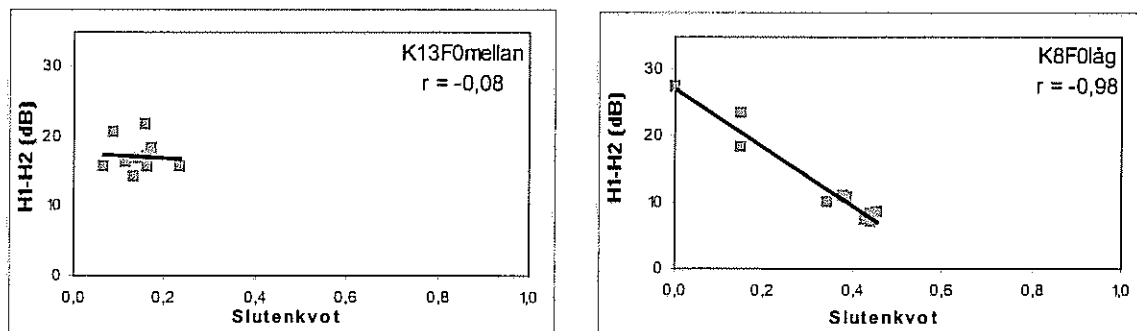 K13F0mellan
r = -0,08
H1-H2 (dB)
30
20
10
0
0,0 0,2 0,4 0,6 0,8 1,0
Slutenkvot
K8F0låg
r = -0,98
H1-H2 (dB)
30
20
10
0
0,0 0,2 0,4 0,6 0,8 1,0
Slutenkvot